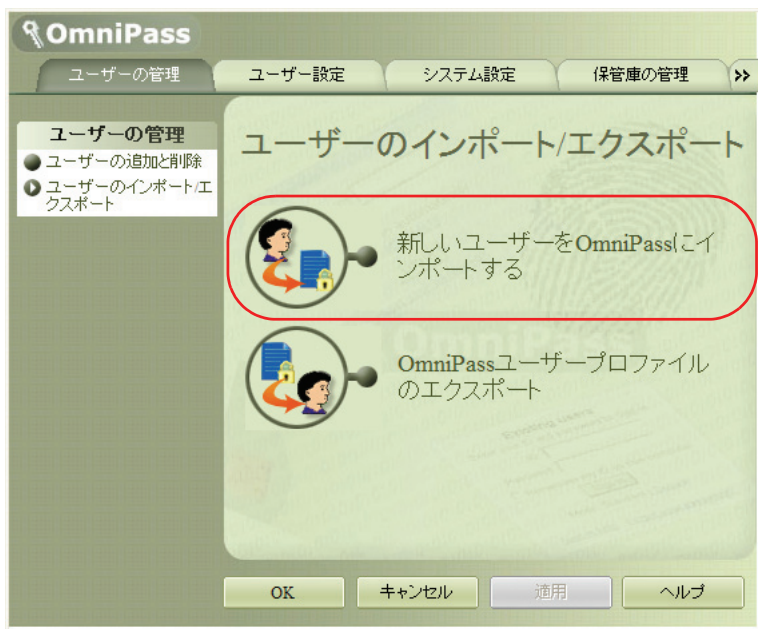 OmniPass
ユーザーの管理
ユーザー設定
システム設定
保管庫の管理
>>
ユーザーの管理
ユーザーの追加と削除
ユーザーのインポート/エ
クスポート
ユーザーのインポート/エクスポート
新しいユーザーをOmniPassにイ
ンポートする
OmniPass
OmniPassユーザープロファイル
のエクスポート
OK
キャンセル
適用
ヘルプ